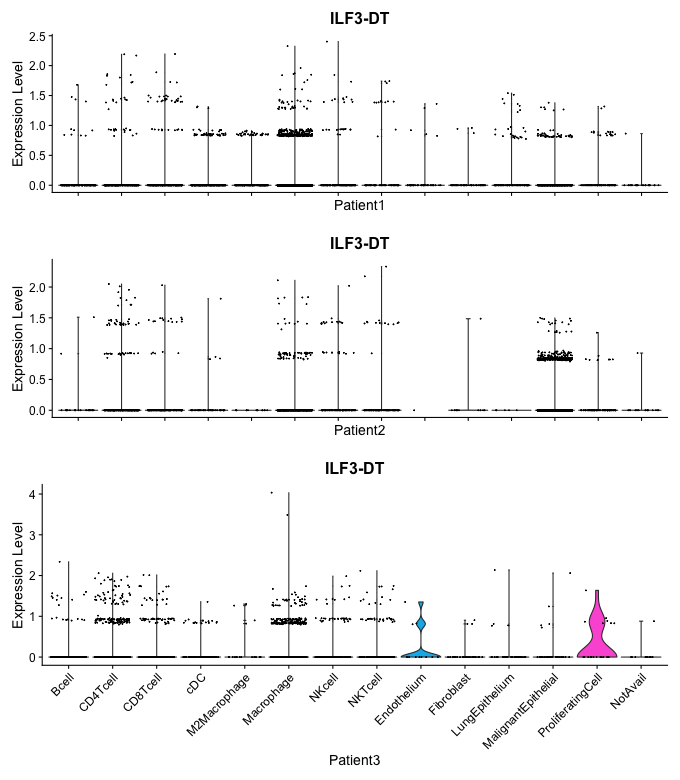 ILF3-DT
Expression Level
2.5
2.0
1.5
1.0
0.5
0.0
Patient1
ILF3-DT
Expression Level
2.0
1.5
1.0
0.5
0.0
Patient2
ILF3-DT
Expression Level
4
3
2
1
0
Bcell
CD4Tcell
CD8Tcell
cDC
M2Macrophage
Macrophage
NKcell
NKTcell
Endothelium
Fibroblast
LungEpithelium
MalignantEpithelial
ProliferatingCell
NotAvail
Patient3